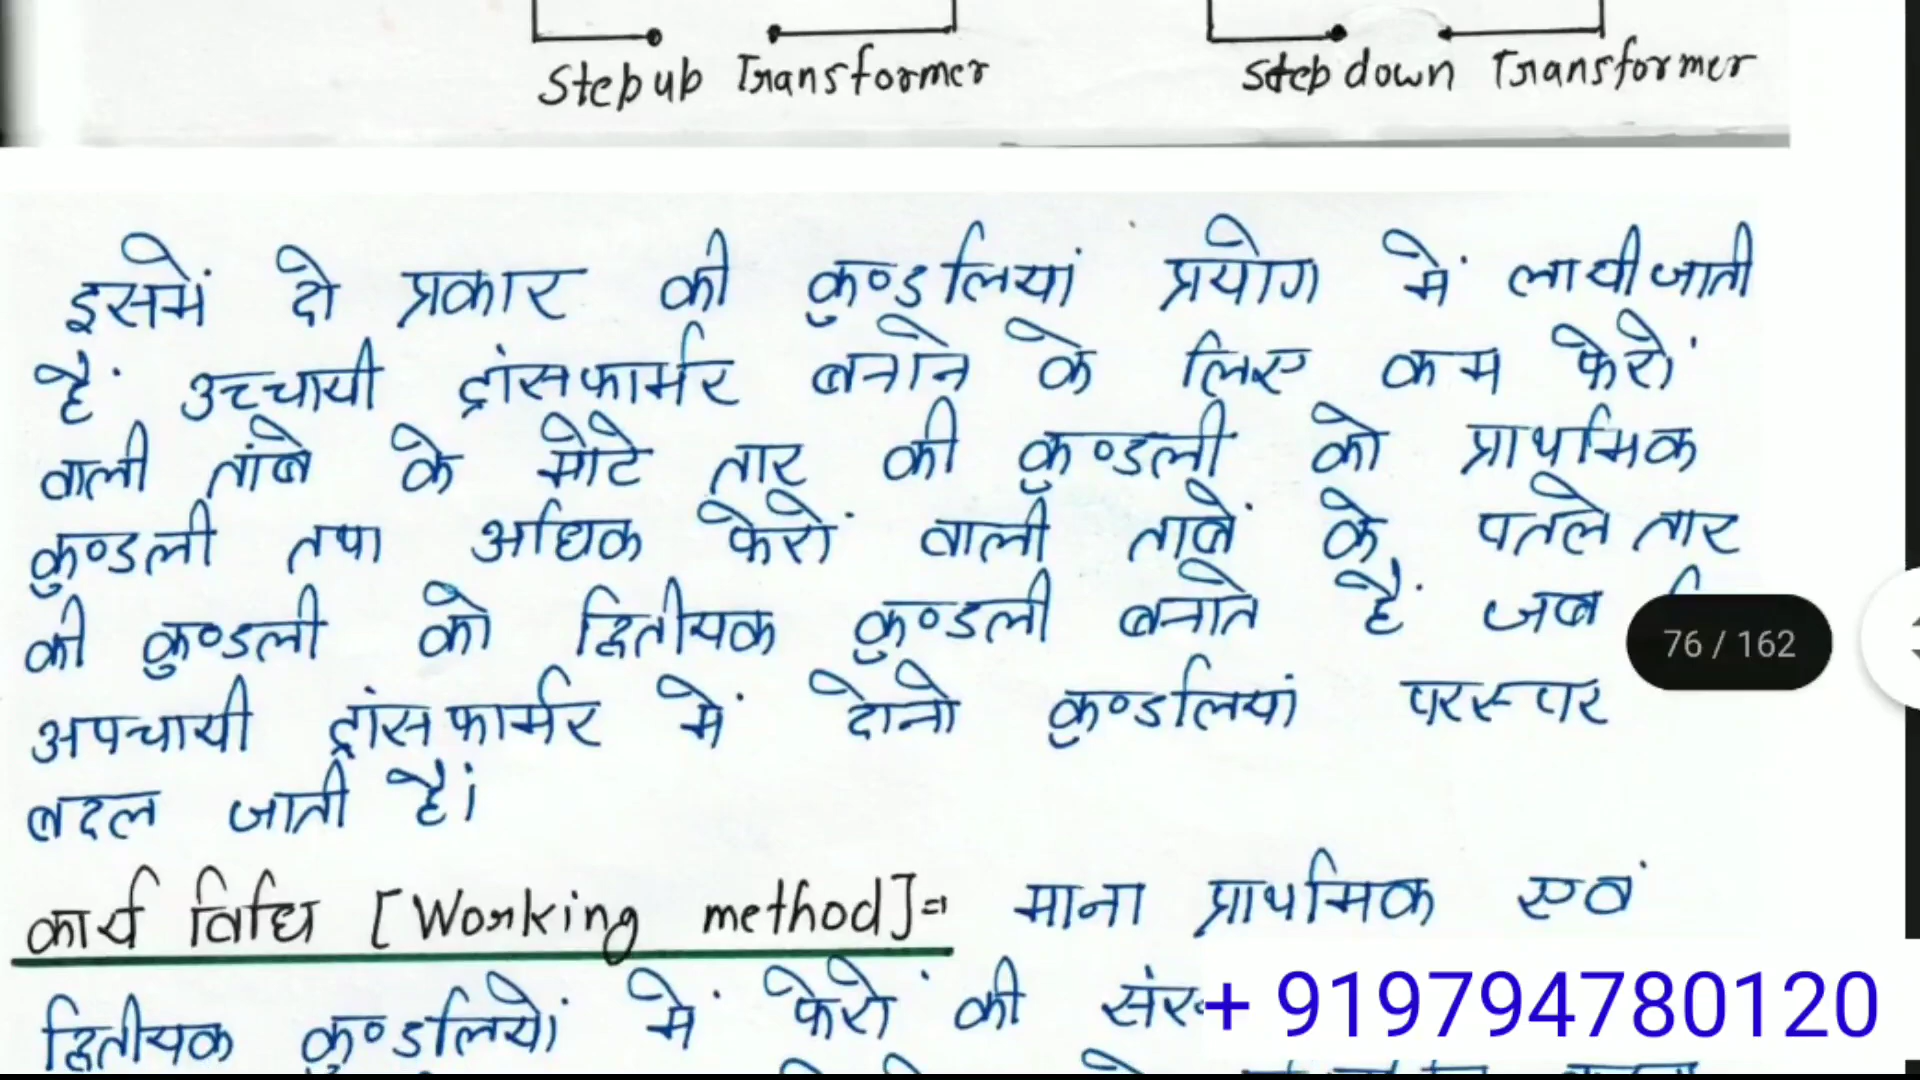 Step up Transformer Step down Transformer
इसमें दो प्रकार की कुण्डलियां प्रयोग में लायी जाती
हैं उच्चायी ट्रांसफार्मर बनाने के लिए कम फेरों
वाली तांबे के मोटे तार की कुण्डली को प्राथमिक
कुण्डली तथा अधिक फेरों वाली तांबें के पतले तार
की कुण्डली को द्वितीयक कुण्डली बनाते हैं जब
76 / 162
अपचायी ट्रांसफार्मर में दोनो कुण्डलियां परस्पर
बदल जाती है।
कार्य विधि [Working method]= माना प्राथमिक एवं
द्वितीयक कुण्डलियों में फेरों की
+ 919794780120